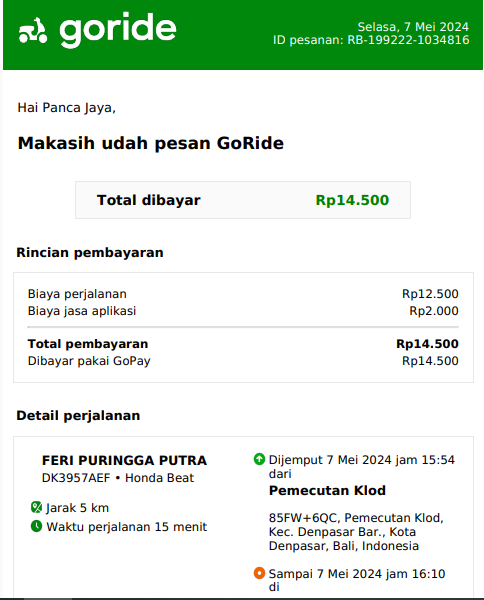 goride
Selasa, 7 Mei 2024
ID pesanan: RB-199222-1034816
Hai Panca Jaya,
Makasih udah pesan GoRide
Total dibayar Rp14.500
Rincian pembayaran
Biaya perjalanan Rp12.500
Biaya jasa aplikasi Rp2.000
Total pembayaran Rp14.500
Dibayar pakai GoPay Rp14.500
Detail perjalanan
FERI PURINGGA PUTRA
DK3957AEF • Honda Beat
Jarak 5 km
Waktu perjalanan 15 menit
Dijemput 7 Mei 2024 jam 15:54
dari
Pemecutan Klod
85FW+6QC, Pemecutan Klod,
Kec. Denpasar Bar., Kota
Denpasar, Bali, Indonesia
Sampai 7 Mei 2024 jam 16:10
di